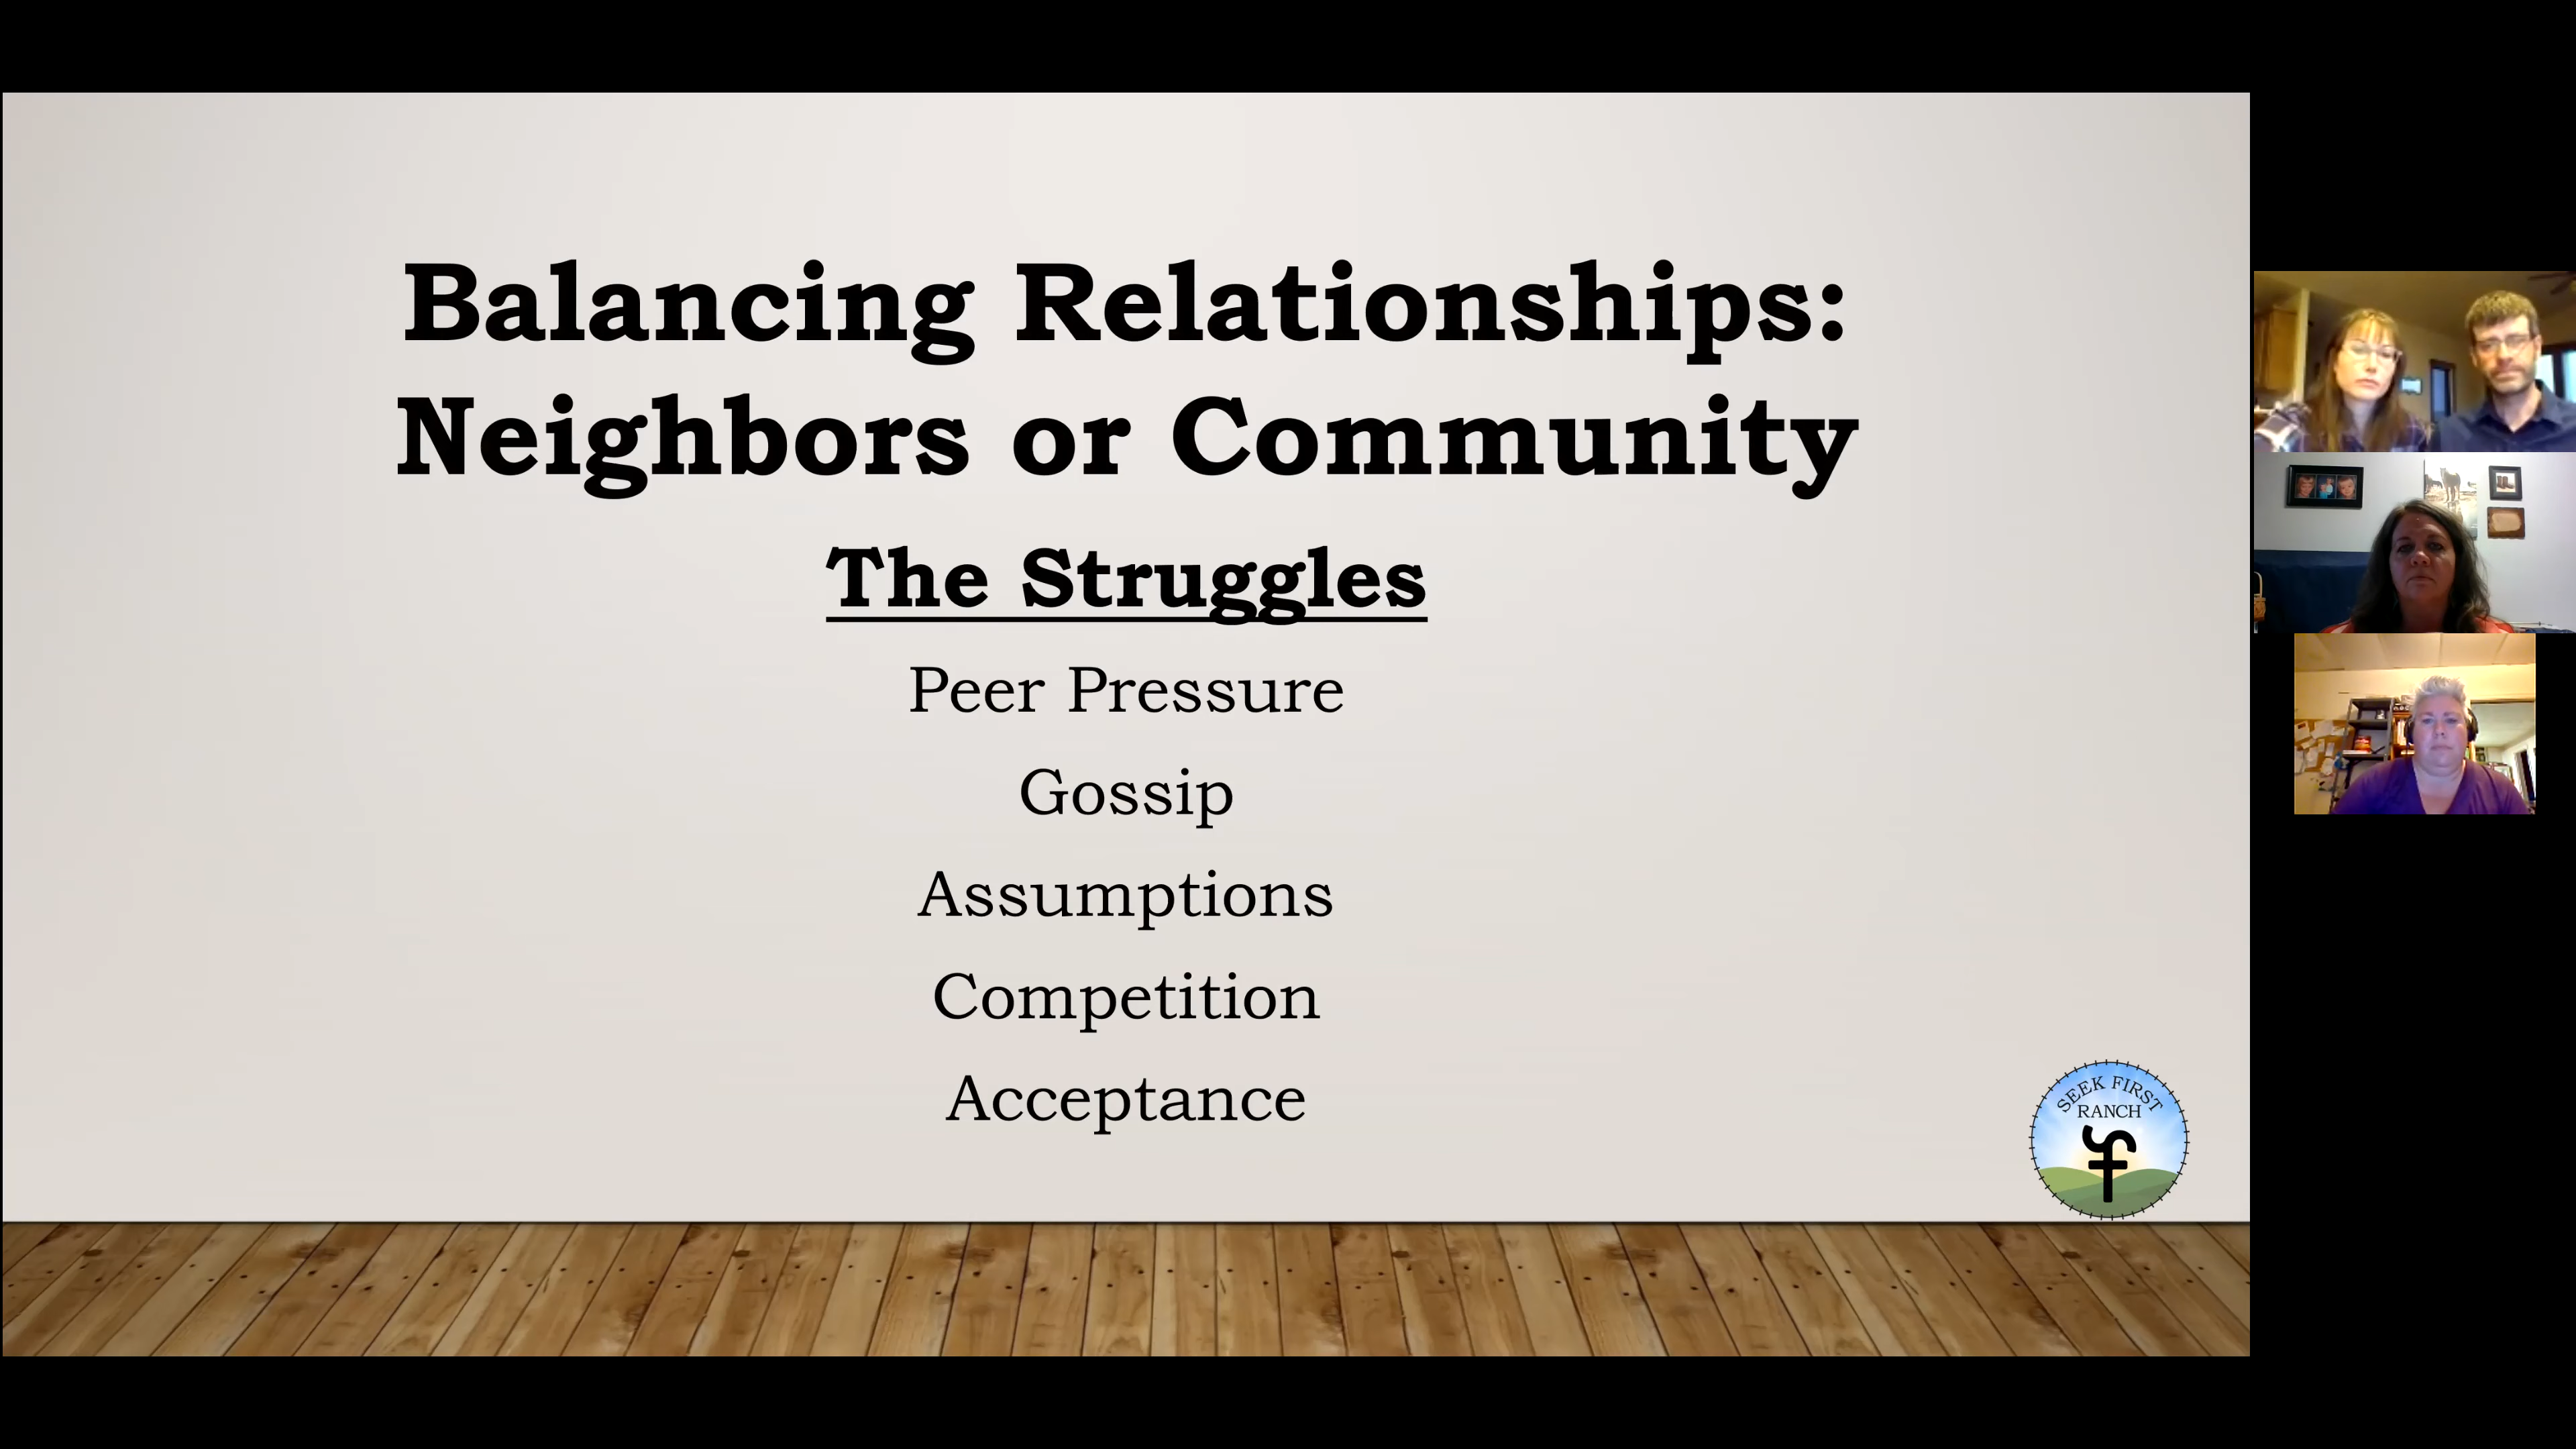 Balancing Relationships:
Neighbors or Community
The Struggles
Peer Pressure
Gossip
Assumptions
Competition
Acceptance
SEEK FIRST
RANCH